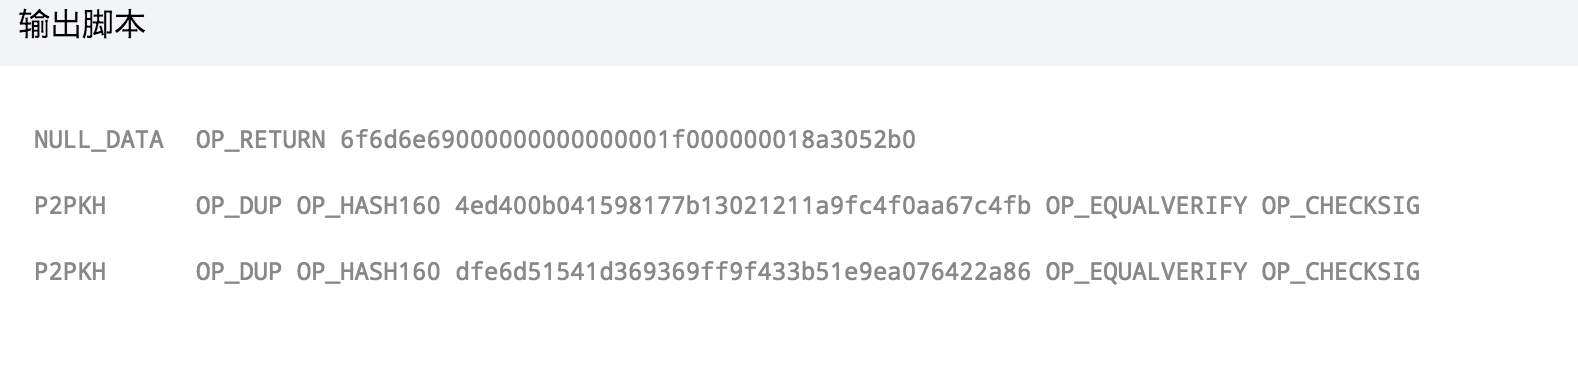 输出脚本
NULL_DATA OP_RETURN 6f6d6e69000000000000001f000000018a3052b0
P2PKH OP_DUP OP_HASH160 4ed400b041598177b13021211a9fc4f0aa67c4fb OP_EQUALVERIFY OP_CHECKSIG
P2PKH OP_DUP OP_HASH160 dfe6d51541d369369ff9f433b51e9ea076422a86 OP_EQUALVERIFY OP_CHECKSIG